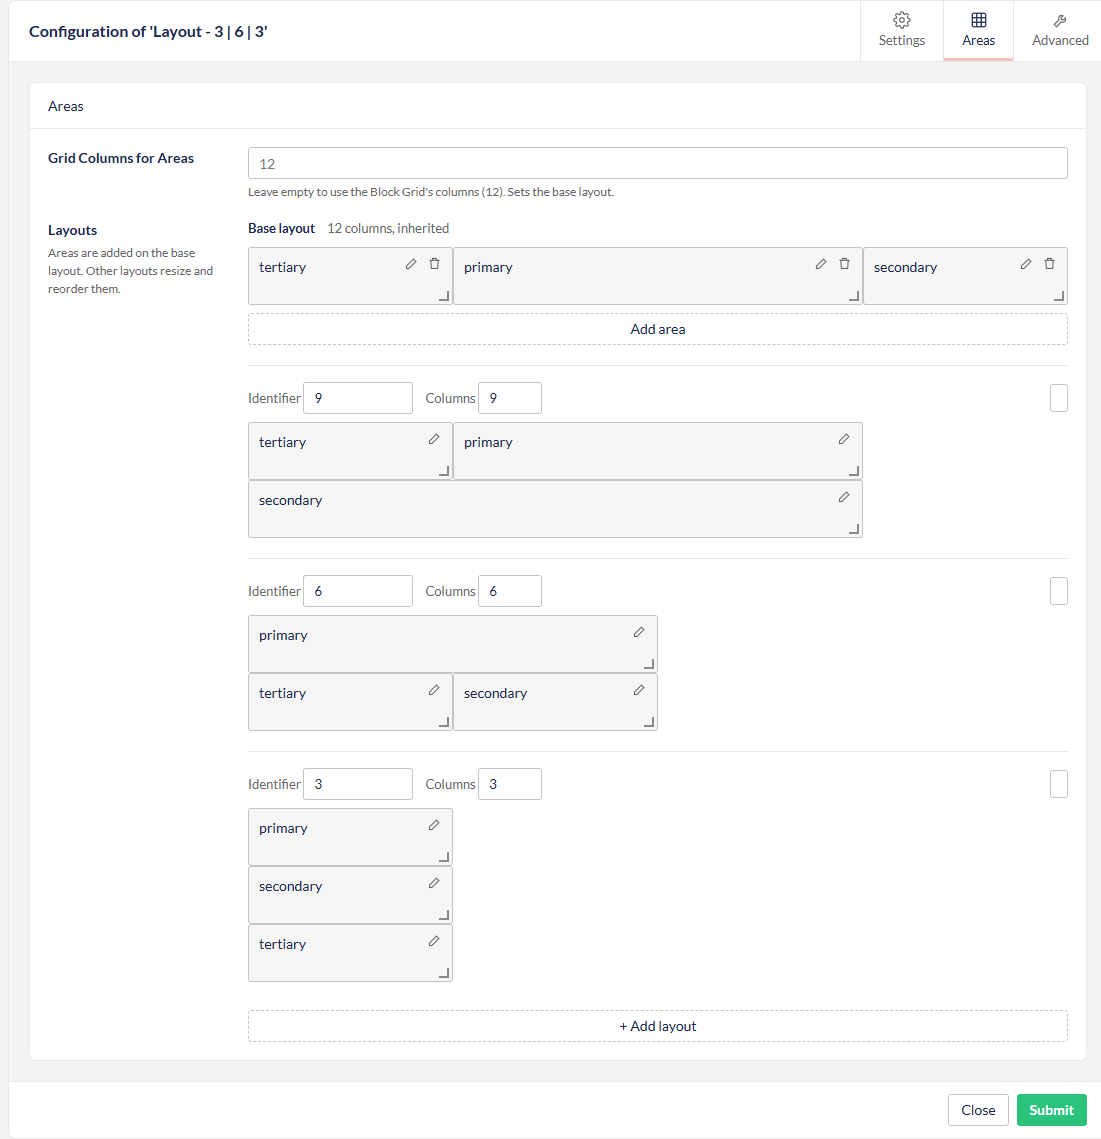 Configuration of 'Layout - 3 | 6 | 3'
Settings
Areas
Advanced
Areas
Grid Columns for Areas
12
Leave empty to use the Block Grid's columns (12). Sets the base layout.
Layouts
Areas are added on the base
layout. Other layouts resize and
reorder them.
Base layout 12 columns, inherited
tertiary
primary
secondary
Add area
Identifier 9 Columns 9
tertiary
primary
secondary
Identifier 6 Columns 6
primary
tertiary
secondary
Identifier 3 Columns 3
primary
secondary
tertiary
+ Add layout
Close
Submit